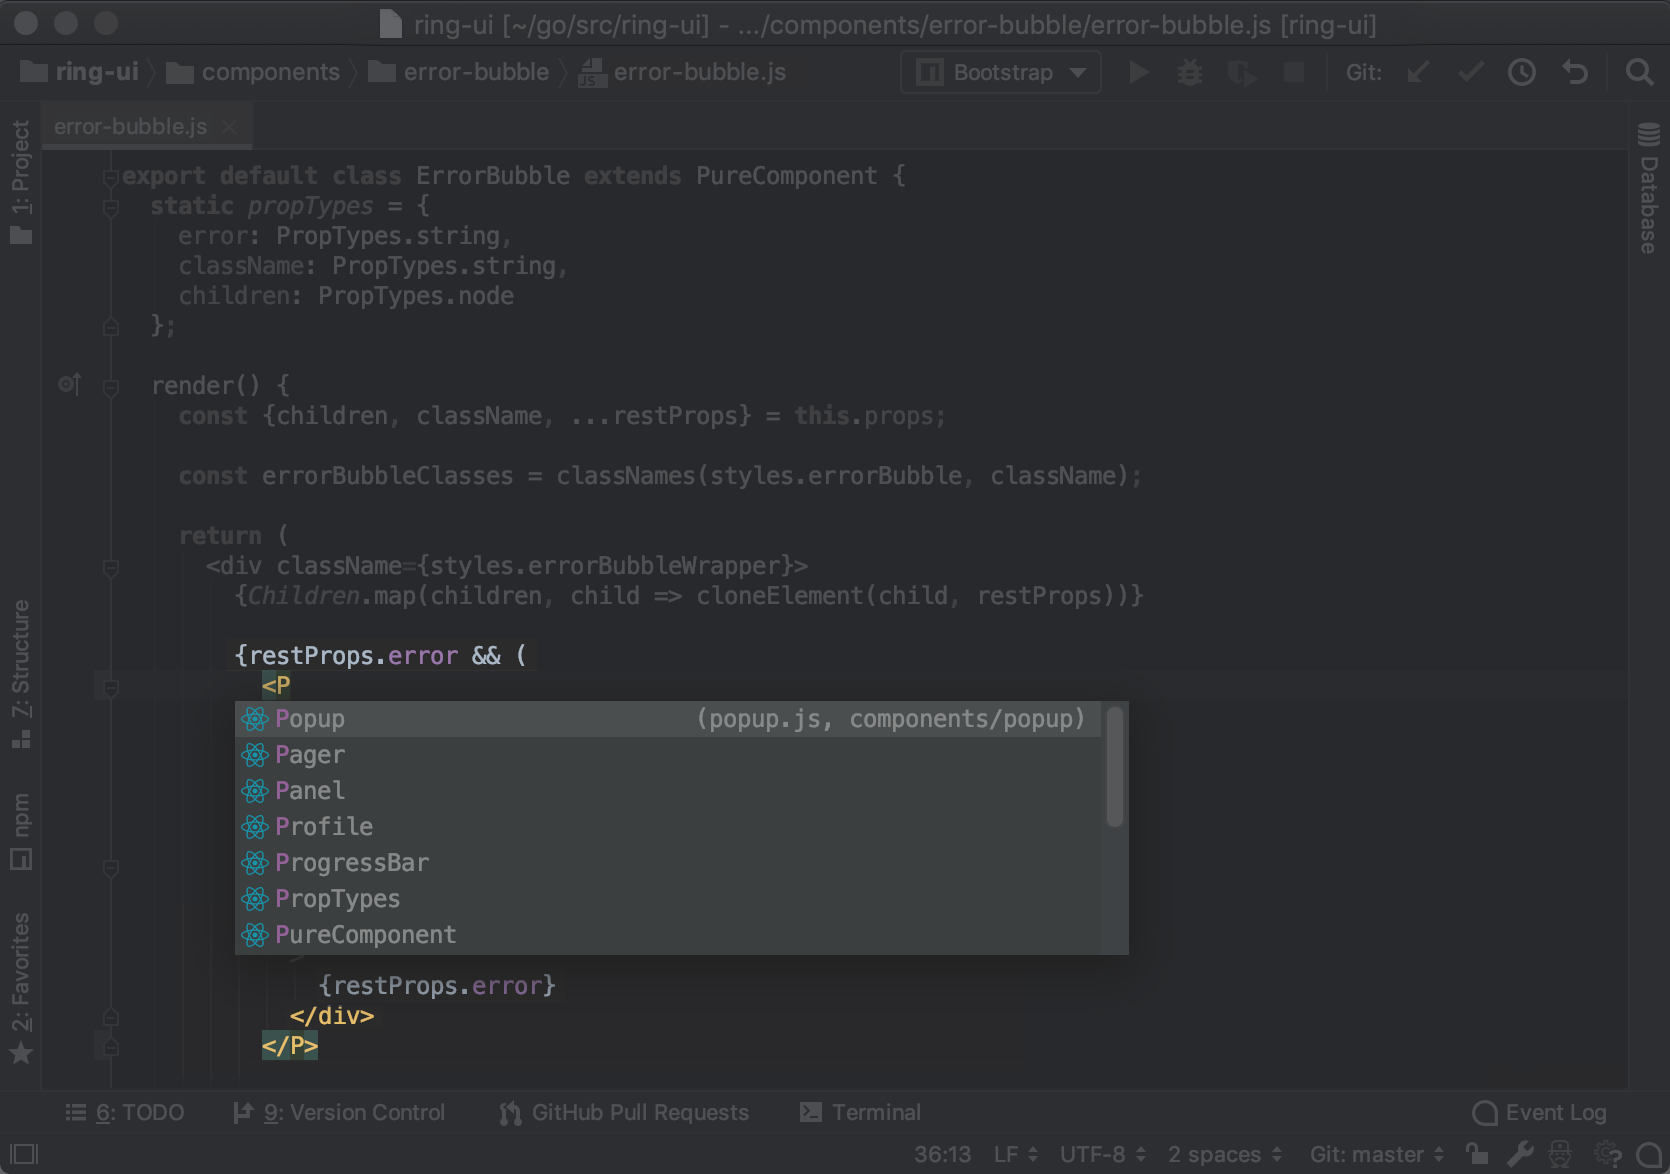 ring-ui [~/go/src/ring-ui] - .../components/error-bubble/error-bubble.js [ring-ui]
ring-ui components error-bubble error-bubble.js Bootstrap Git:
error-bubble.js
1: Project
Database
export default class ErrorBubble extends PureComponent {
static propTypes = {
error: PropTypes.string,
className: PropTypes.string,
children: PropTypes.node
};
render() {
const {children, className, ...restProps} = this.props;
const errorBubbleClasses = classNames(styles.errorBubble, className);
return (
<div className={styles.errorBubbleWrapper}>
{Children.map(children, child => cloneElement(child, restProps))}
7: Structure
{restProps.error && (
<P
Popup (popup.js, components/popup)
Pager
Panel
npm
Profile
ProgressBar
PropTypes
PureComponent
2: Favorites
>
{restProps.error}
</div>
</P>
6: TODO 9: Version Control GitHub Pull Requests Terminal Event Log
36:13 LF UTF-8 2 spaces Git: master